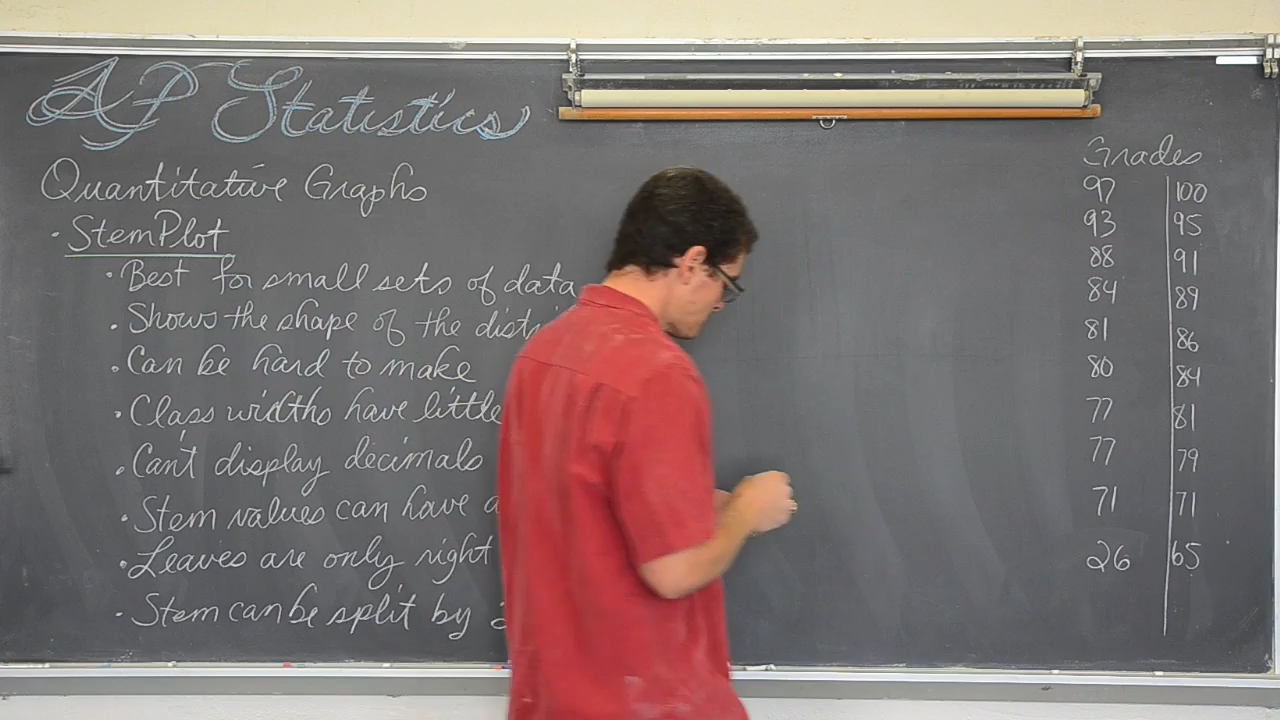 AP Statistics
Quantitative Graphs
• StemPlot
• Best for small sets of data
• Shows the shape of the
• Can be hard to make
• Class widths have little
• Can't display decimals
• Stem values can have
• Leaves are only right
• Stem can be split by
Grades
97 | 100
93 | 95
88 | 91
84 | 89
81 | 86
80 | 84
77 | 81
77 | 79
71 | 71
26 | 65